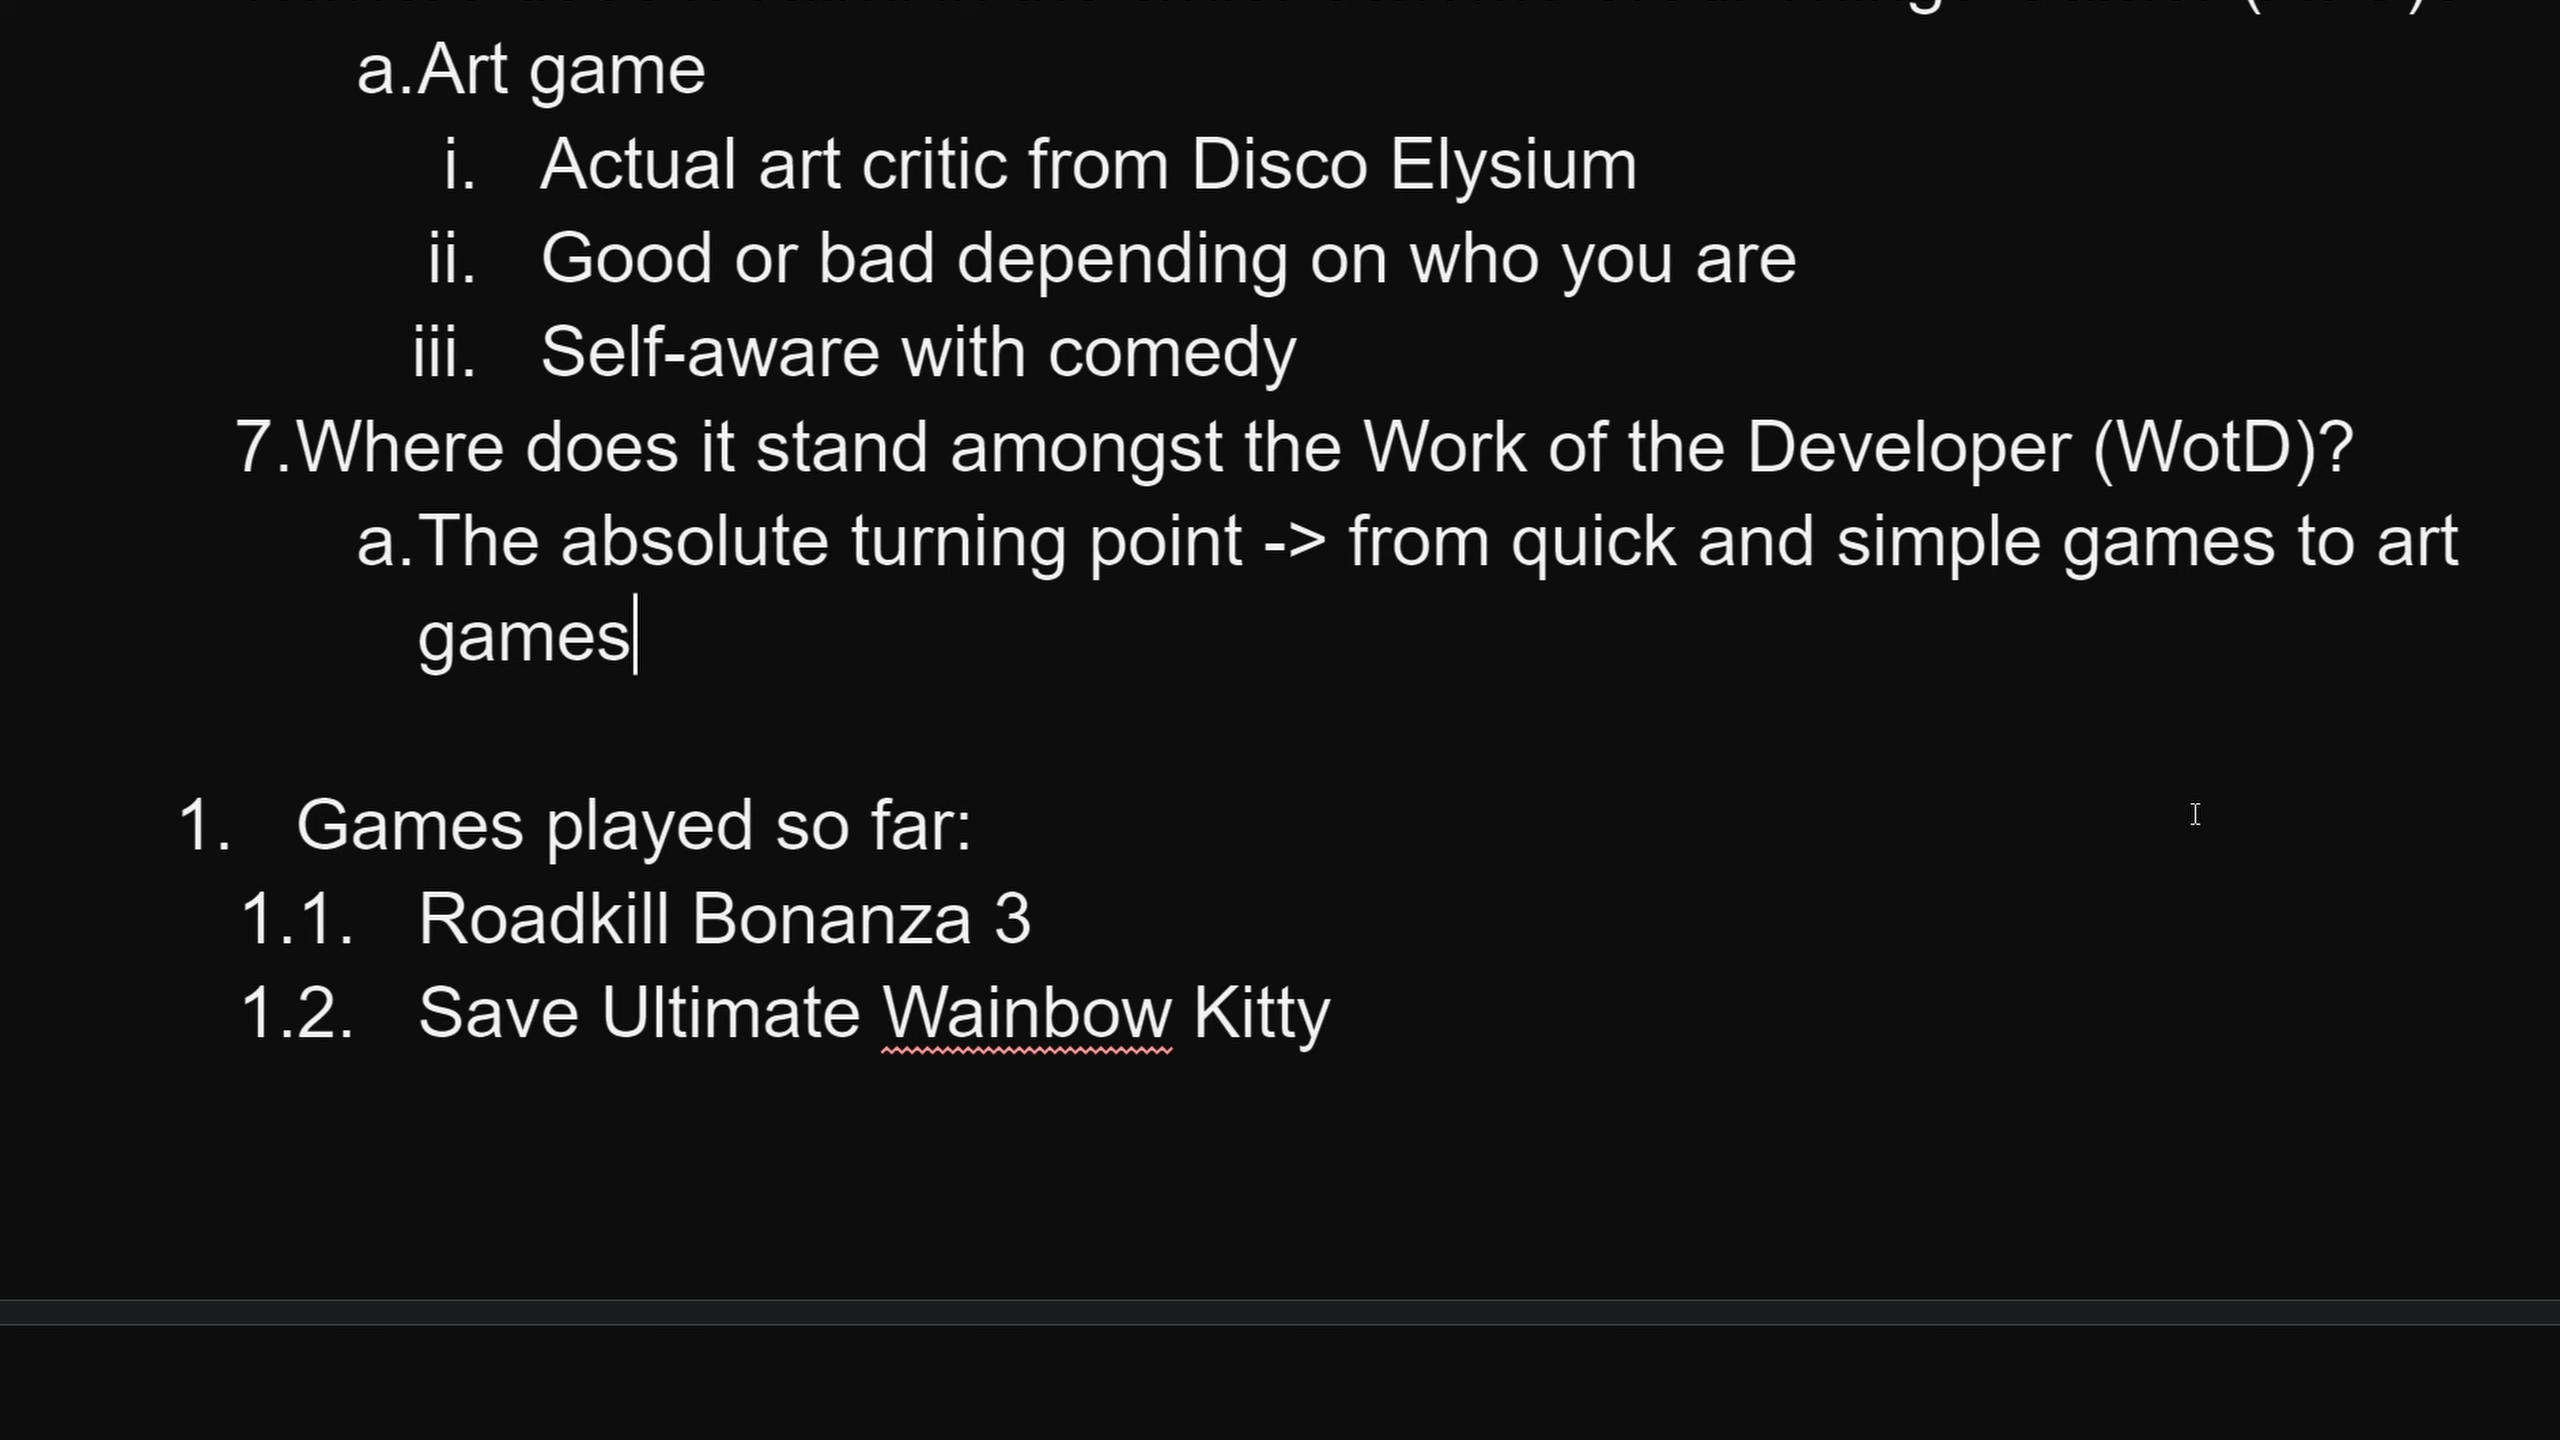 a. Art game
i. Actual art critic from Disco Elysium
ii. Good or bad depending on who you are
iii. Self-aware with comedy
7. Where does it stand amongst the Work of the Developer (WotD)?
a. The absolute turning point -> from quick and simple games to art
games
1. Games played so far:
1.1. Roadkill Bonanza 3
1.2. Save Ultimate Wainbow Kitty